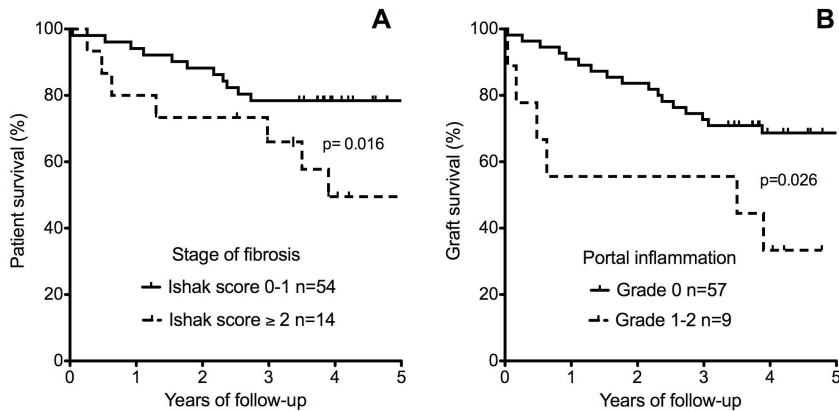 A
100
80
60
40
20
0
Patient survival (%)
p= 0.016
Stage of fibrosis
Ishak score 0-1 n=54
Ishak score ≥ 2 n=14
0 1 2 3 4 5
Years of follow-up
B
100
80
60
40
20
0
Graft survival (%)
p=0.026
Portal inflammation
Grade 0 n=57
Grade 1-2 n=9
0 1 2 3 4 5
Years of follow-up